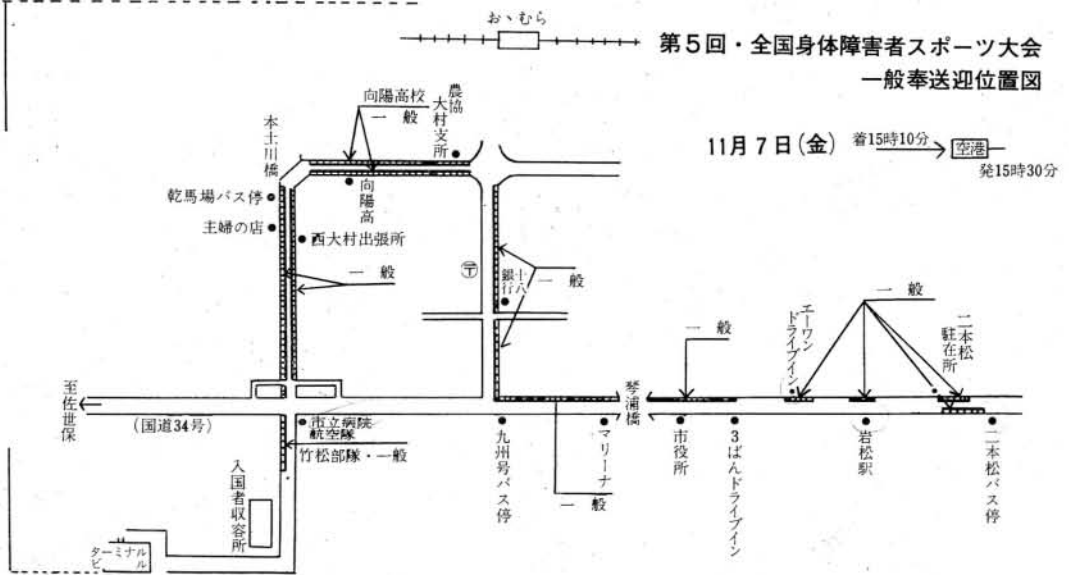 おゝむら
第5回・全国身体障害者スポーツ大会
一般奉送迎位置図
11月7日(金)
着15時10分
空港
発15時30分
向陽高校
一般
農協
大村支所
本土川橋
乾馬場バス停
主婦の店
向陽高
西大村出張所
一般
〒
十八
銀行
一般
一般
エーワン
ドライブイン
一般
二本松
駐在所
至佐世保
(国道34号)
市立病院
航空隊
竹松部隊・一般
入国者収容所
ターミナル
ビル
九州号バス停
マリーナ
一般
琴浦橋
市役所
3ばんドライブイン
岩松駅
二本松バス停